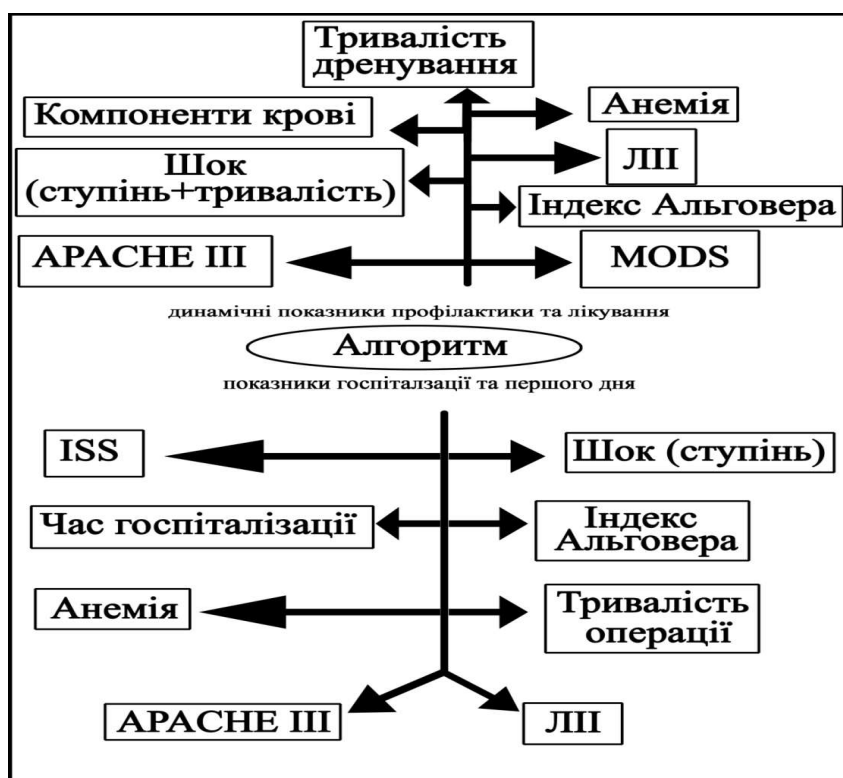 Тривалість
дренування
Компоненти крові
Анемія
Шок
(ступінь+тривалість)
ЛІІ
Індекс Альговера
APACHE III
MODS
динамічні показники профілактики та лікування
Алгоритм
показники госпіталзації та першого дня
ISS
Шок (ступінь)
Час госпіталізації
Індекс
Альговера
Анемія
Тривалість
операції
APACHE III
ЛІІ